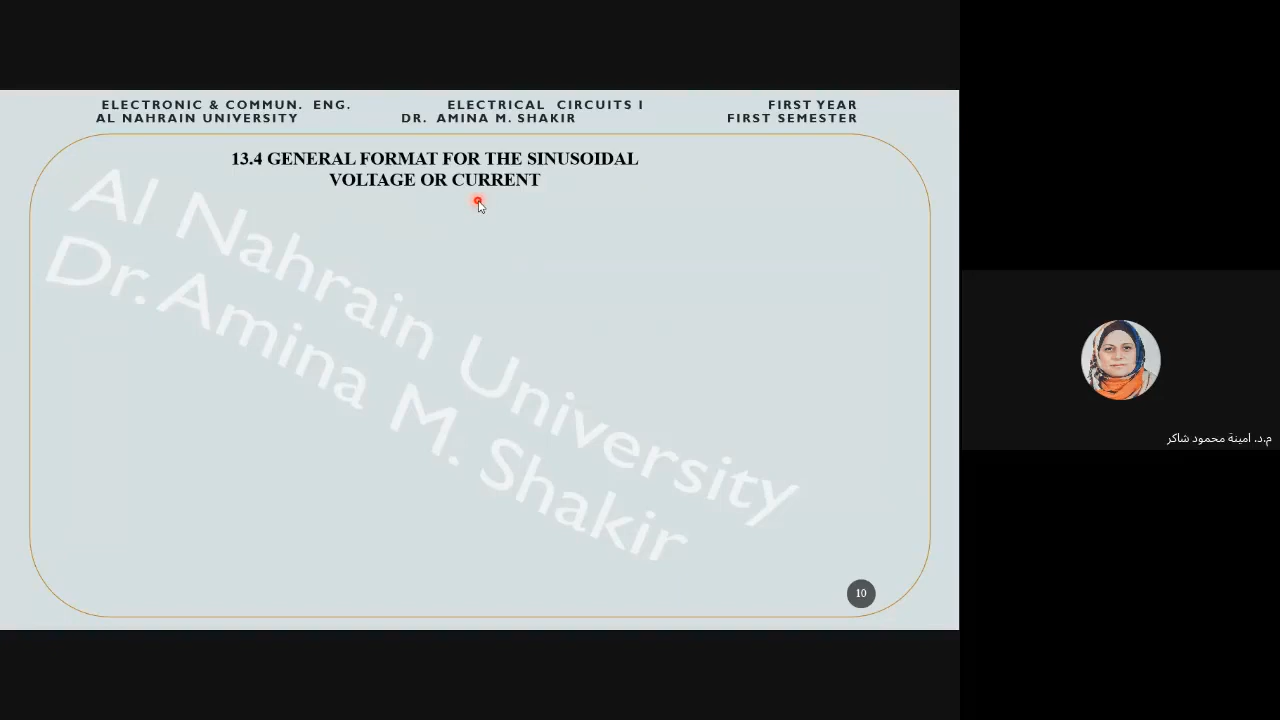 ELECTRONIC & COMMUN. ENG. ELECTRICAL CIRCUITS I FIRST YEAR
AL NAHRAIN UNIVERSITY DR. AMINA M. SHAKIR FIRST SEMESTER
13.4 GENERAL FORMAT FOR THE SINUSOIDAL
VOLTAGE OR CURRENT
Al Nahrain University
Dr. Amina M. Shakir
10
م.د. امينة محمود شاكر